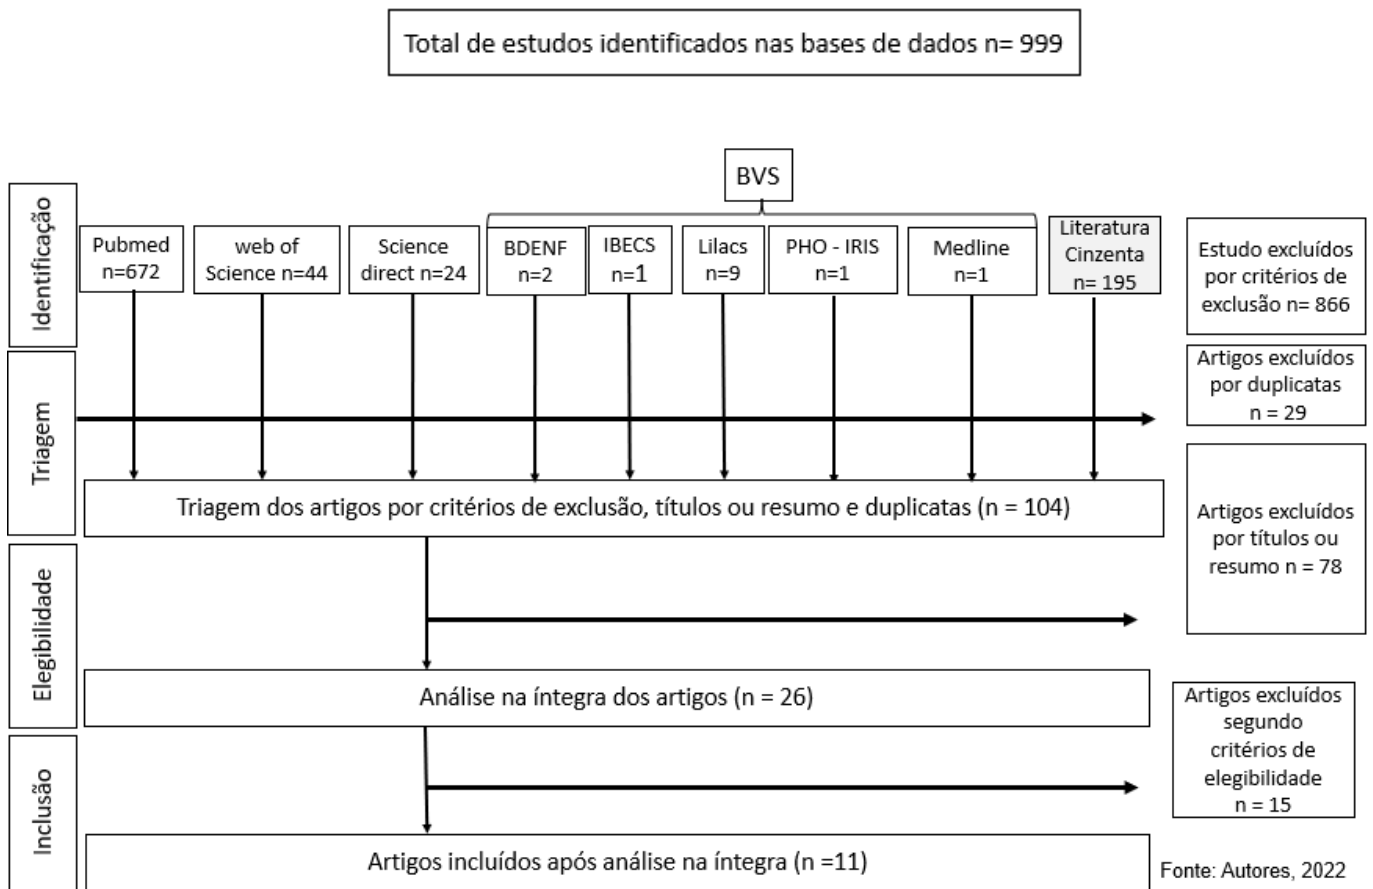 Total de estudos identificados nas bases de dados n= 999
BVS
Identificação
Pubmed
n=672
web of
Science n=44
Science
direct n=24
BDENF
n=2
IBECS
n=1
Lilacs
n=9
PHO - IRIS
n=1
Medline
n=1
Literatura
Cinzenta
n= 195
Estudo excluídos
por critérios de
exclusão n= 866
Triagem
Artigos excluídos
por duplicatas
n = 29
Triagem dos artigos por critérios de exclusão, títulos ou resumo e duplicatas (n = 104)
Artigos excluídos
por títulos ou
resumo n = 78
Elegibilidade
Análise na íntegra dos artigos (n = 26)
Artigos excluídos
segundo
critérios de
elegibilidade
n = 15
Inclusão
Artigos incluídos após análise na íntegra (n =11)
Fonte: Autores, 2022